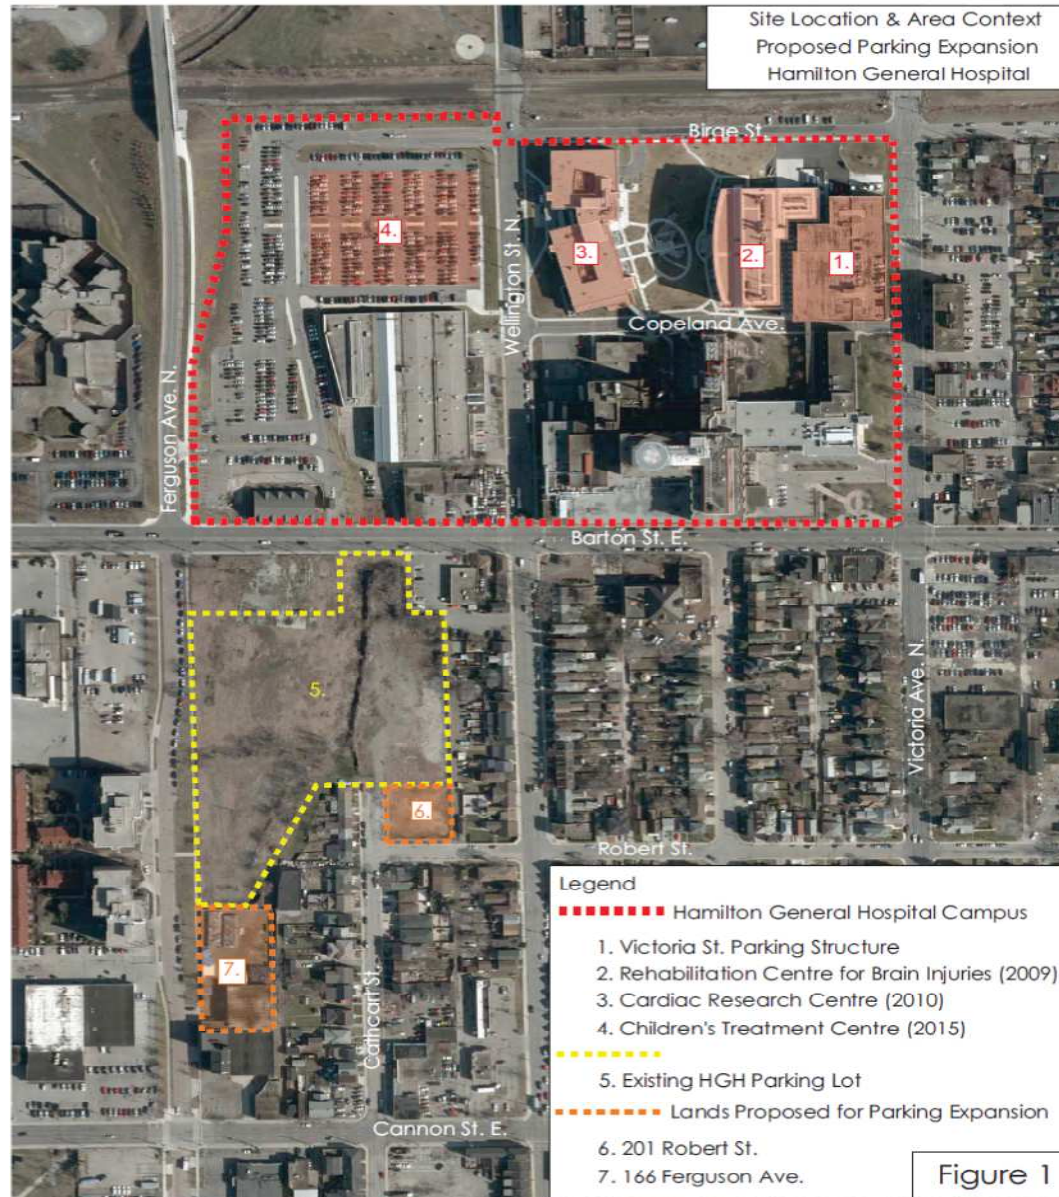 Site Location & Area Context
Proposed Parking Expansion
Hamilton General Hospital
Birge St.
Wellington St. N.
4.
3.
2.
1.
Copeland Ave.
Ferguson Ave. N.
Barton St. E.
5.
Victoria Ave. N.
6.
Robert St.
7.
Cathcart St.
Cannon St. E.
Legend
Hamilton General Hospital Campus
1. Victoria St. Parking Structure
2. Rehabilitation Centre for Brain Injuries (2009)
3. Cardiac Research Centre (2010)
4. Children's Treatment Centre (2015)
5. Existing HGH Parking Lot
Lands Proposed for Parking Expansion
6. 201 Robert St.
7. 166 Ferguson Ave.
Figure 1